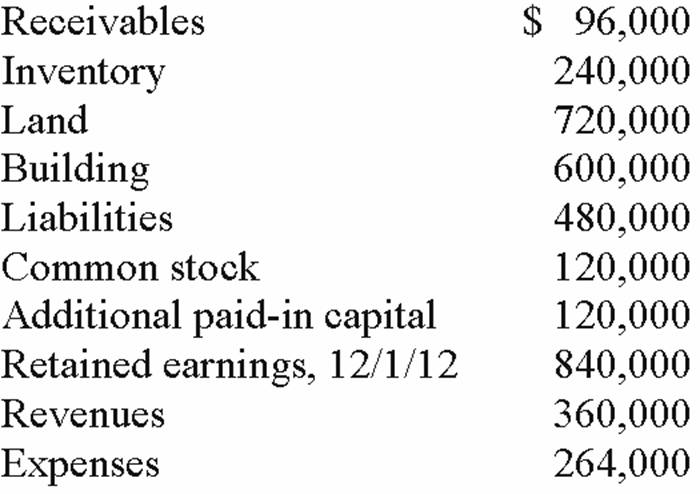 Receivables $ 96,000
Inventory 240,000
Land 720,000
Building 600,000
Liabilities 480,000
Common stock 120,000
Additional paid-in capital 120,000
Retained earnings, 12/1/12 840,000
Revenues 360,000
Expenses 264,000